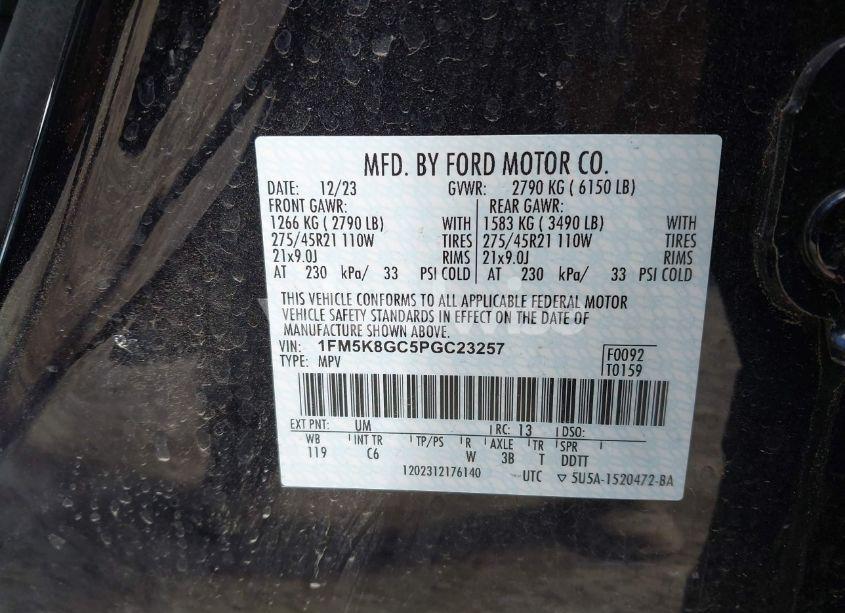 MFD. BY FORD MOTOR CO.
DATE: 12/23 GVWR: 2790 KG ( 6150 LB)
FRONT GAWR: REAR GAWR:
1266 KG ( 2790 LB) WITH 1583 KG ( 3490 LB) WITH
275/45R21 110W TIRES 275/45R21 110W TIRES
21x9.0J RIMS 21x9.0J RIMS
AT 230 kPa/ 33 PSI COLD AT 230 kPa/ 33 PSI COLD
THIS VEHICLE CONFORMS TO ALL APPLICABLE FEDERAL MOTOR
VEHICLE SAFETY STANDARDS IN EFFECT ON THE DATE OF
MANUFACTURE SHOWN ABOVE.
VIN: 1FM5K8GC5PGC23257
TYPE: MPV
F0092
T0159
EXT PNT: UM RC: 13 DSO:
WB INT TR TP/PS R AXLE TR SPR
119 C6 W 3B T DDTT
1202312176140 UTC ▽ 5U5A-1520472-BA